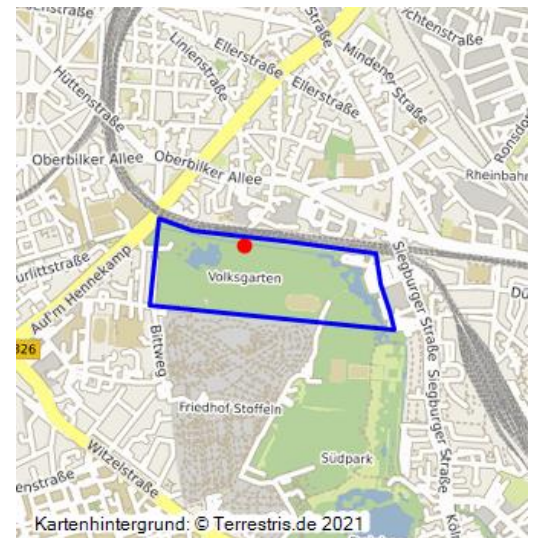 Linienstraße
Ellerstraße
Ellerstraße
Mindener Straße
Hüttenstraße
Oberbilker Allee
Oberbilker Allee
Rheinbahn
Auf'm Hennekamp
Volksgarten
Siegburger Straße
Siegburger Straße
326
Bittweg
Friedhof Stoffeln
Witzelstraße
Südpark
Kartenhintergrund: © Terrestris.de 2021